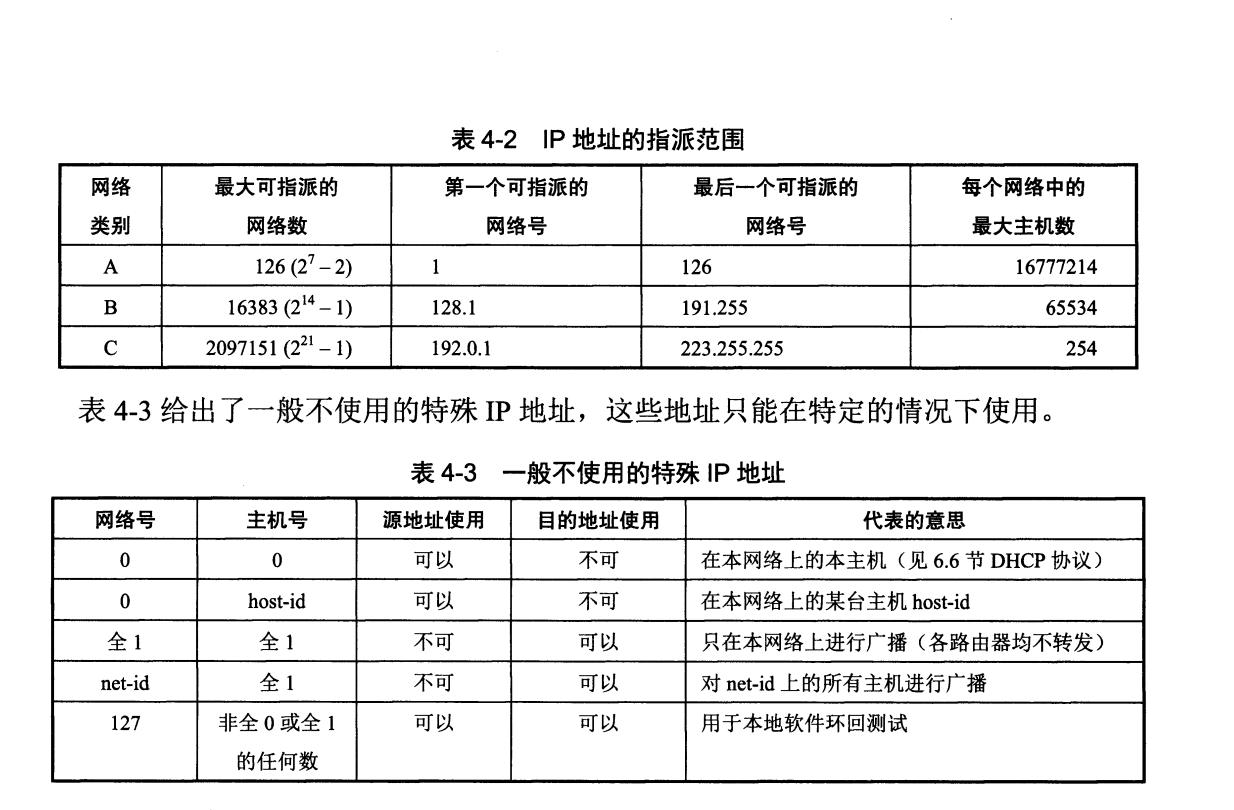 表 4-2 IP 地址的指派范围
网络 最大可指派的 第一个可指派的 最后一个可指派的 每个网络中的
类别 网络数 网络号 网络号 最大主机数
A 126 (2⁷ – 2) 1 126 16777214
B 16383 (2¹⁴ – 1) 128.1 191.255 65534
C 2097151 (2²¹ – 1) 192.0.1 223.255.255 254
表 4-3 给出了一般不使用的特殊 IP 地址，这些地址只能在特定的情况下使用。
表 4-3 一般不使用的特殊 IP 地址
网络号 主机号 源地址使用 目的地址使用 代表的意思
0 0 可以 不可 在本网络上的本主机（见 6.6 节 DHCP 协议）
0 host-id 可以 不可 在本网络上的某台主机 host-id
全 1 全 1 不可 可以 只在本网络上进行广播（各路由器均不转发）
net-id 全 1 不可 可以 对 net-id 上的所有主机进行广播
127 非全 0 或全 1 可以 可以 用于本地软件环回测试
的任何数